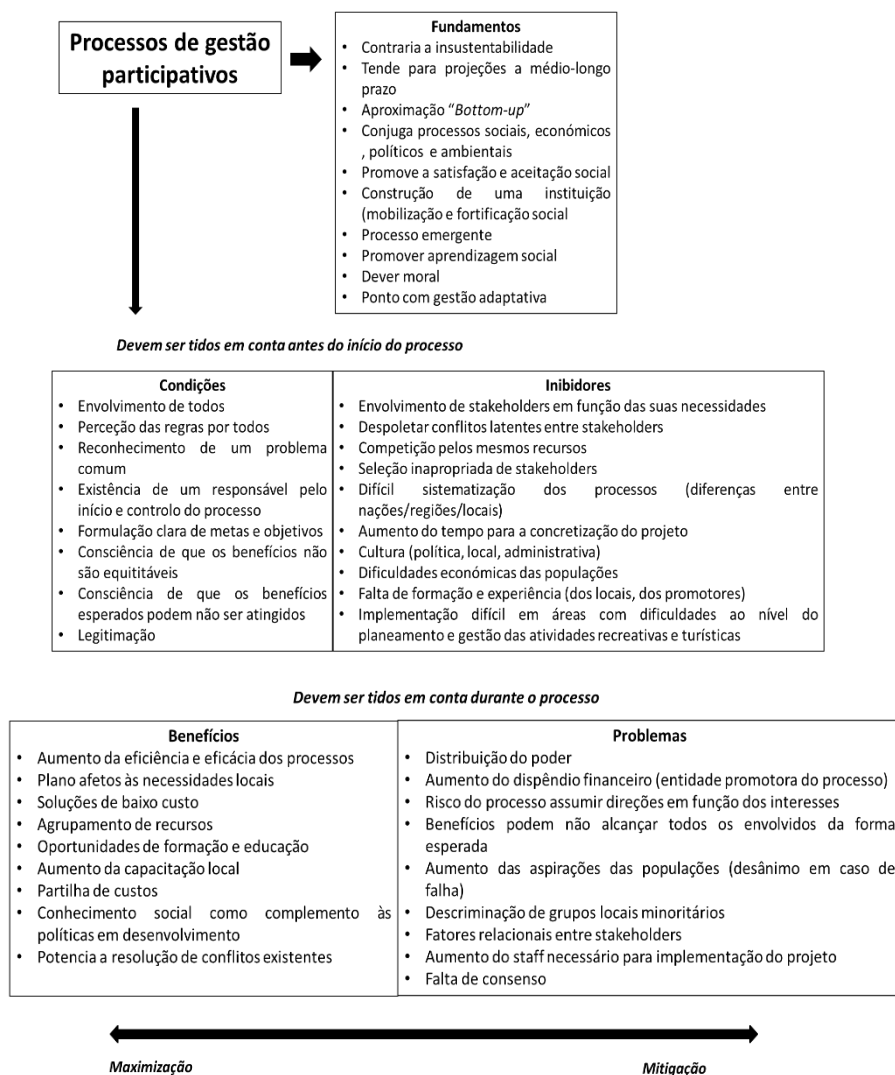 Processos de gestão
participativos
Fundamentos
• Contraria a insustentabilidade
• Tende para projeções a médio-longo
prazo
• Aproximação “Bottom-up”
• Conjuga processos sociais, económicos
, políticos e ambientais
• Promove a satisfação e aceitação social
• Construção de uma instituição
(mobilização e fortificação social
• Processo emergente
• Promover aprendizagem social
• Dever moral
• Ponto com gestão adaptativa
Devem ser tidos em conta antes do início do processo
Condições
• Envolvimento de todos
• Perceção das regras por todos
• Reconhecimento de um problema
comum
• Existência de um responsável pelo
início e controlo do processo
• Formulação clara de metas e objetivos
• Consciência de que os benefícios não
são equititáveis
• Consciência de que os benefícios
esperados podem não ser atingidos
• Legitimação
Inibidores
• Envolvimento de stakeholders em função das suas necessidades
• Despoletar conflitos latentes entre stakeholders
• Competição pelos mesmos recursos
• Seleção inapropriada de stakeholders
• Difícil sistematização dos processos (diferenças entre
nações/regiões/locais)
• Aumento do tempo para a concretização do projeto
• Cultura (política, local, administrativa)
• Dificuldades económicas das populações
• Falta de formação e experiência (dos locais, dos promotores)
• Implementação difícil em áreas com dificuldades ao nível do
planeamento e gestão das atividades recreativas e turísticas
Devem ser tidos em conta durante o processo
Benefícios
• Aumento da eficiência e eficácia dos processos
• Plano afetos às necessidades locais
• Soluções de baixo custo
• Agrupamento de recursos
• Oportunidades de formação e educação
• Aumento da capacitação local
• Partilha de custos
• Conhecimento social como complemento às
políticas em desenvolvimento
• Potencia a resolução de conflitos existentes
Problemas
• Distribuição do poder
• Aumento do dispêndio financeiro (entidade promotora do processo)
• Risco do processo assumir direções em função dos interesses
• Benefícios podem não alcançar todos os envolvidos da forma
esperada
• Aumento das aspirações das populações (desânimo em caso de
falha)
• Descriminação de grupos locais minoritários
• Fatores relacionais entre stakeholders
• Aumento do staff necessário para implementação do projeto
• Falta de consenso
Maximização
Mitigação